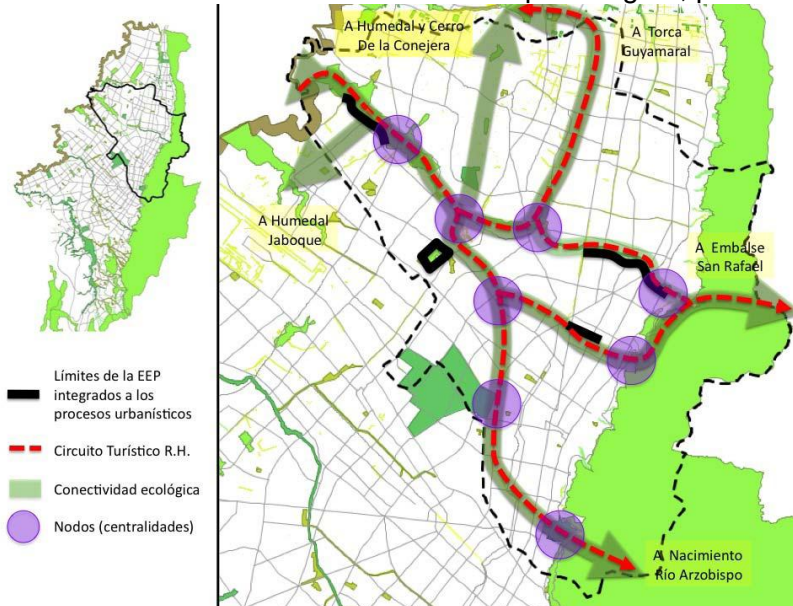 A Humedal y Cerro
De la Conejera
A Torca
Guyamaral
A Humedal
Jaboque
A Embalse
San Rafael
Límites de la EEP
integrados a los
procesos urbanísticos
Circuito Turístico R.H.
Conectividad ecológica
Nodos (centralidades)
A Nacimiento
Río Arzobispo